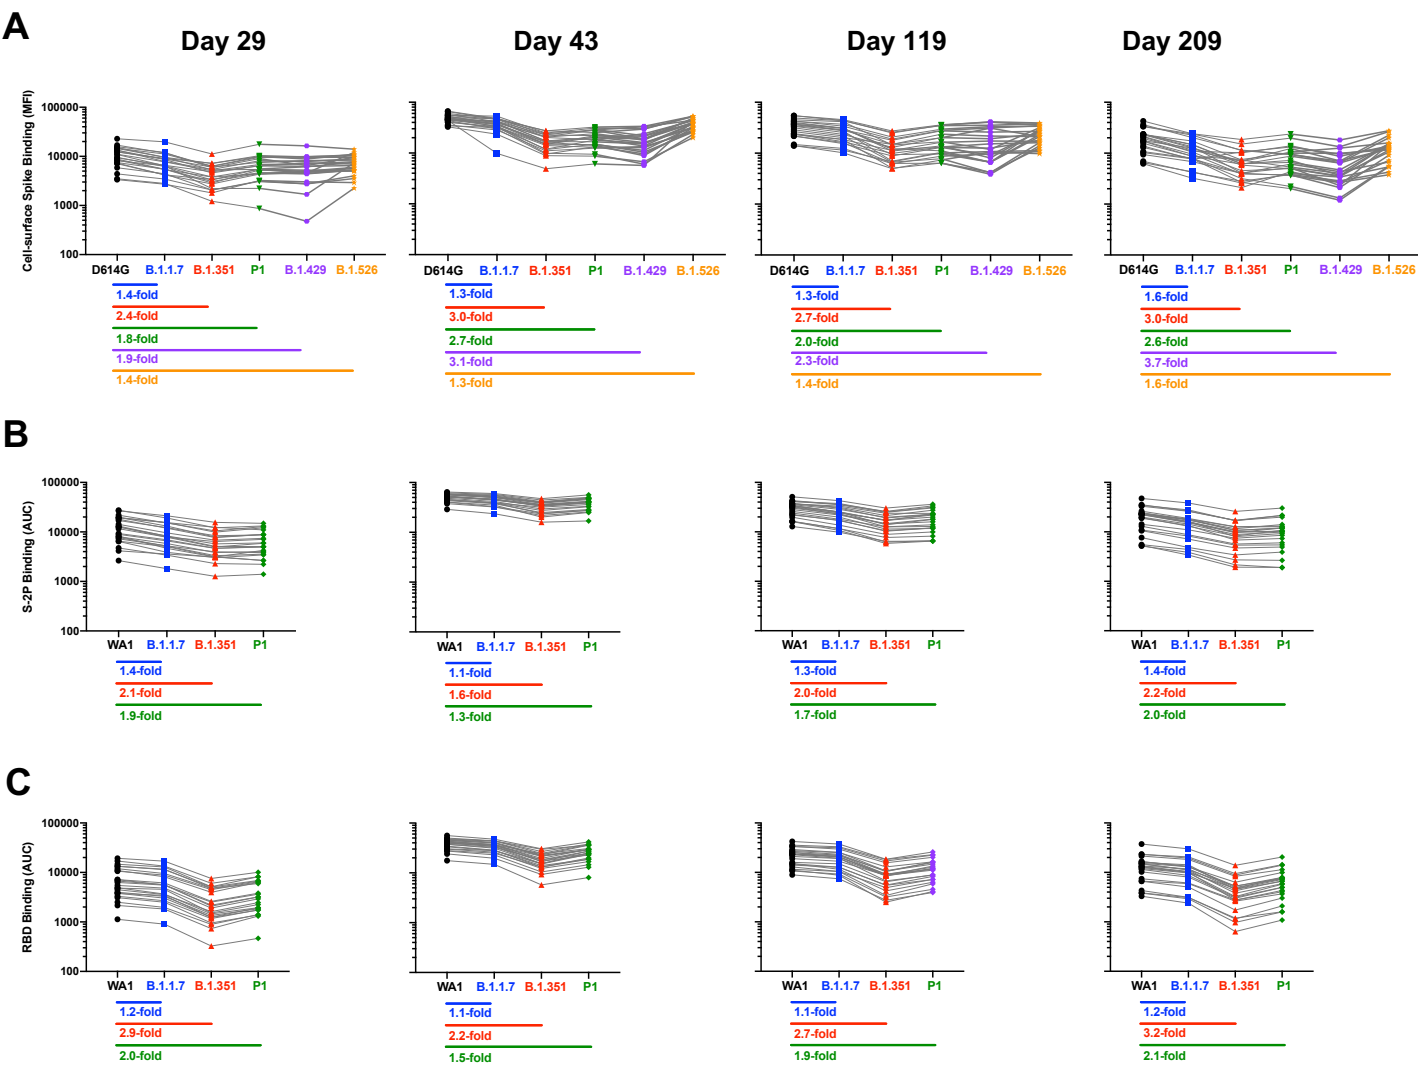 A
Day 29 Day 43 Day 119 Day 209
Cell-surface Spike Binding (MFI)
100000
10000
1000
100
D614G B.1.1.7 B.1.351 P1 B.1.429 B.1.526
1.4-fold
2.4-fold
1.8-fold
1.9-fold
1.4-fold
D614G B.1.1.7 B.1.351 P1 B.1.429 B.1.526
1.3-fold
3.0-fold
2.7-fold
3.1-fold
1.3-fold
D614G B.1.1.7 B.1.351 P1 B.1.429 B.1.526
1.3-fold
2.7-fold
2.0-fold
2.3-fold
1.4-fold
D614G B.1.1.7 B.1.351 P1 B.1.429 B.1.526
1.6-fold
3.0-fold
2.6-fold
3.7-fold
1.6-fold
B
S-2P Binding (AUC)
100000
10000
1000
100
WA1 B.1.1.7 B.1.351 P1
1.4-fold
2.1-fold
1.9-fold
WA1 B.1.1.7 B.1.351 P1
1.1-fold
1.6-fold
1.3-fold
WA1 B.1.1.7 B.1.351 P1
1.3-fold
2.0-fold
1.7-fold
WA1 B.1.1.7 B.1.351 P1
1.4-fold
2.2-fold
2.0-fold
C
RBD Binding (AUC)
100000
10000
1000
100
WA1 B.1.1.7 B.1.351 P1
1.2-fold
2.9-fold
2.0-fold
WA1 B.1.1.7 B.1.351 P1
1.1-fold
2.2-fold
1.5-fold
WA1 B.1.1.7 B.1.351 P1
1.1-fold
2.7-fold
1.9-fold
WA1 B.1.1.7 B.1.351 P1
1.2-fold
3.2-fold
2.1-fold